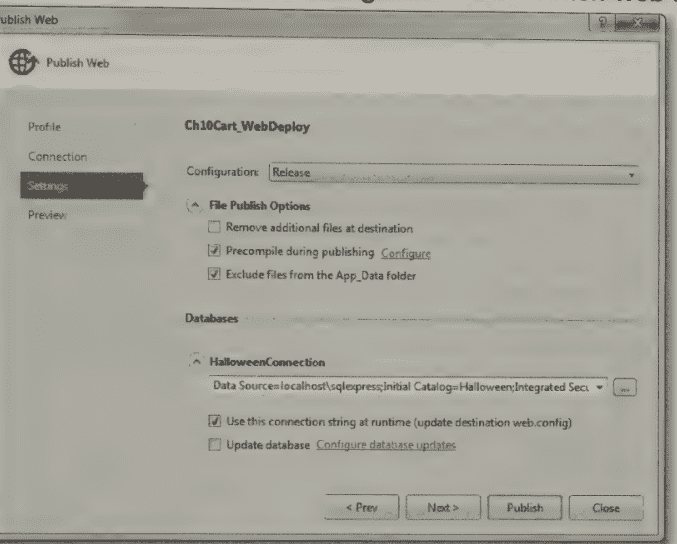 Publish Web
Publish Web
Profile
Connection
Settings
Preview
Ch10Cart_WebDeploy
Configuration: Release
File Publish Options
Remove additional files at destination
Precompile during publishing Configure
Exclude files from the App_Data folder
Databases
HalloweenConnection
Data Source=localhost\sqlexpress;Initial Catalog=Halloween;Integrated Secu
...
Use this connection string at runtime (update destination web.config)
Update database Configure database updates
< Prev
Next >
Publish
Close